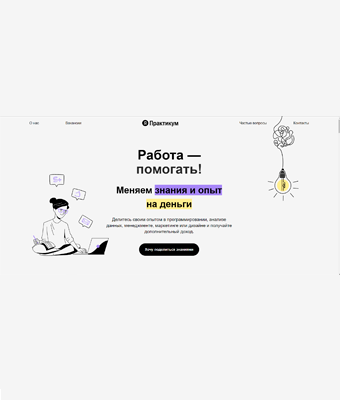 О нас
Вакансии
Практикум
Частые вопросы
Контакты
Работа —
помогать!
Меняем знания и опыт
на деньги
Делитесь своим опытом в программировании, анализе
данных, менеджменте, маркетинге или дизайне и получайте
дополнительный доход.
Хочу поделиться знаниями